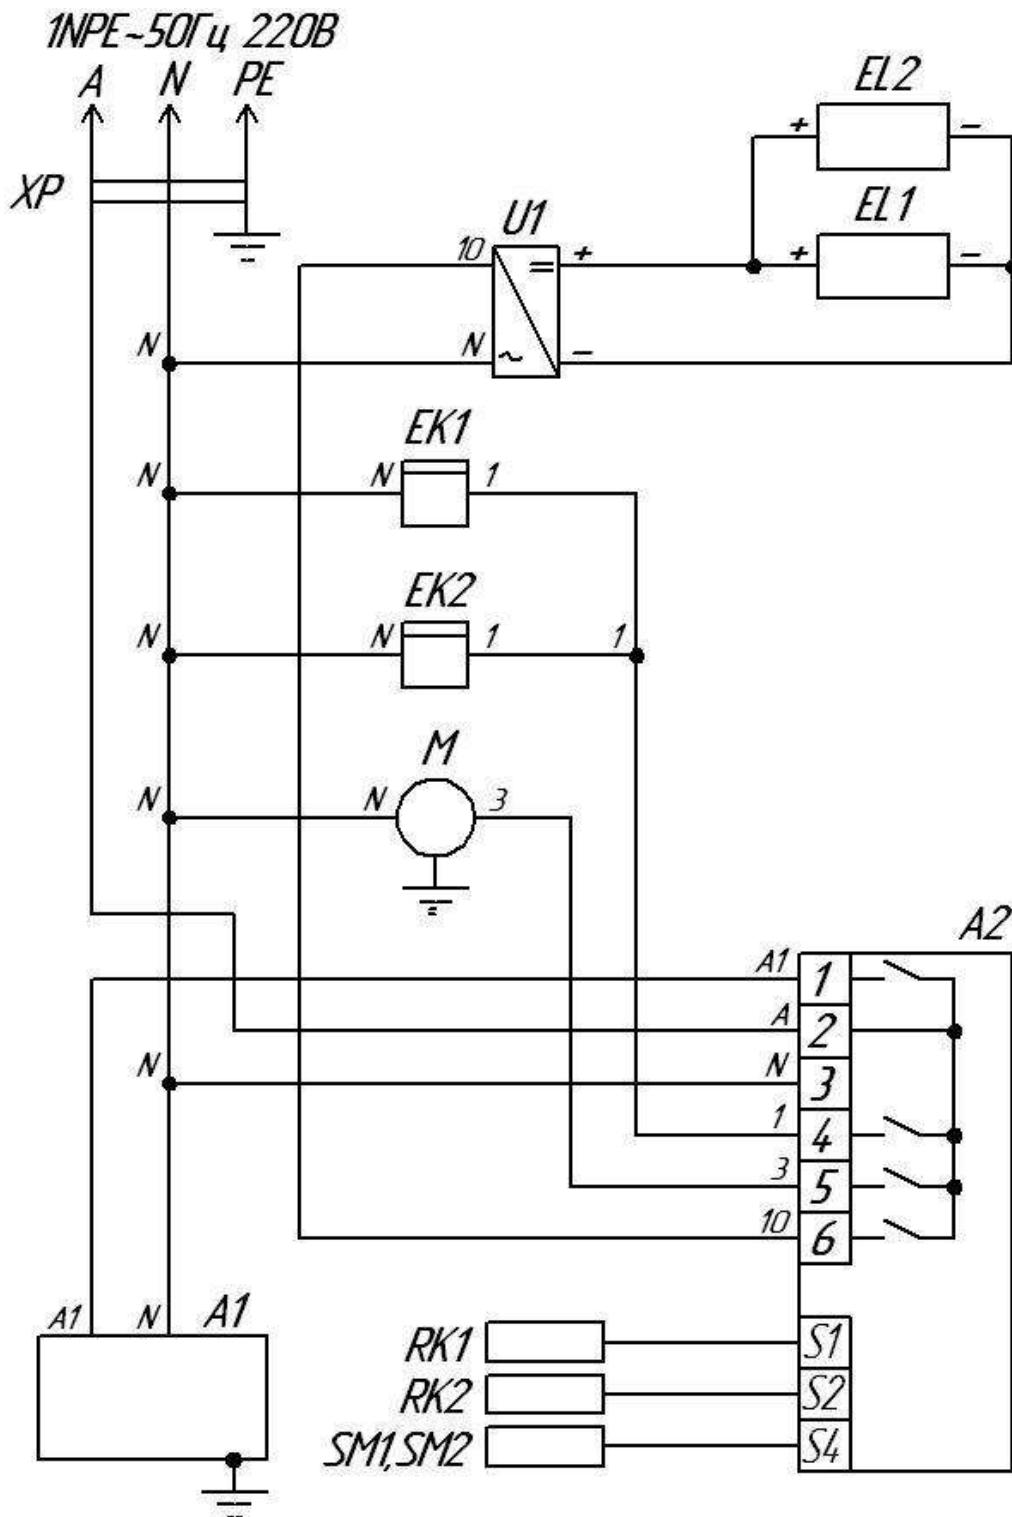 1NPE~50Гц 220В
A N PE
EL2
+ −
XP
U1
EL1
10 = + + −
N N ~ −
EK1
N N 1
EK2
N N 1 1
M
N N 3
A2
A1 1
A 2
N N 3
1 4
3 5
10 6
A1 N A1
RK1 S1
RK2 S2
SM1,SM2 S4